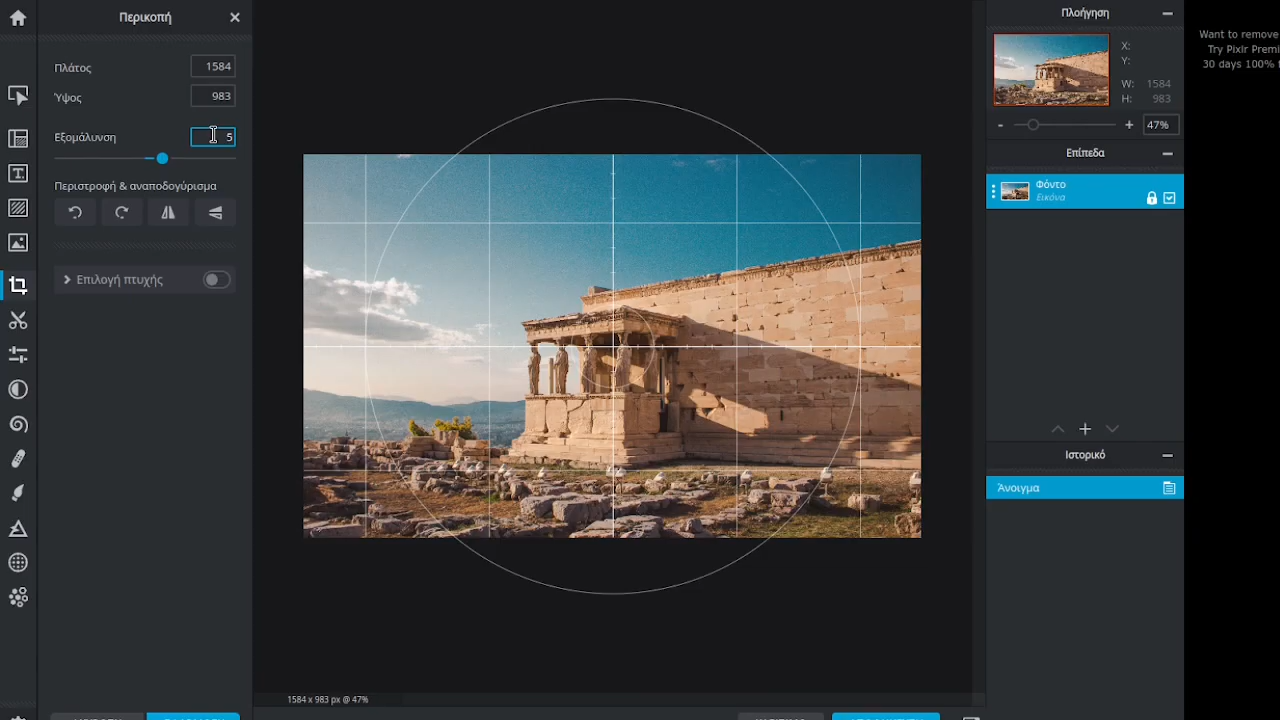 Περικοπή
Πλάτος 1584
Ύψος 983
Εξομάλυνση 5
Περιστροφή & αναποδογύρισμα
Επιλογή πτυχής
1584 x 983 px @ 47%
Πλοήγηση
X:
Y:
W: 1584
H: 983
- + 47%
Επίπεδα
Φόντο
Εικόνα
Ιστορικό
Άνοιγμα
Want to remove
Try Pixlr Premi
30 days 100% f